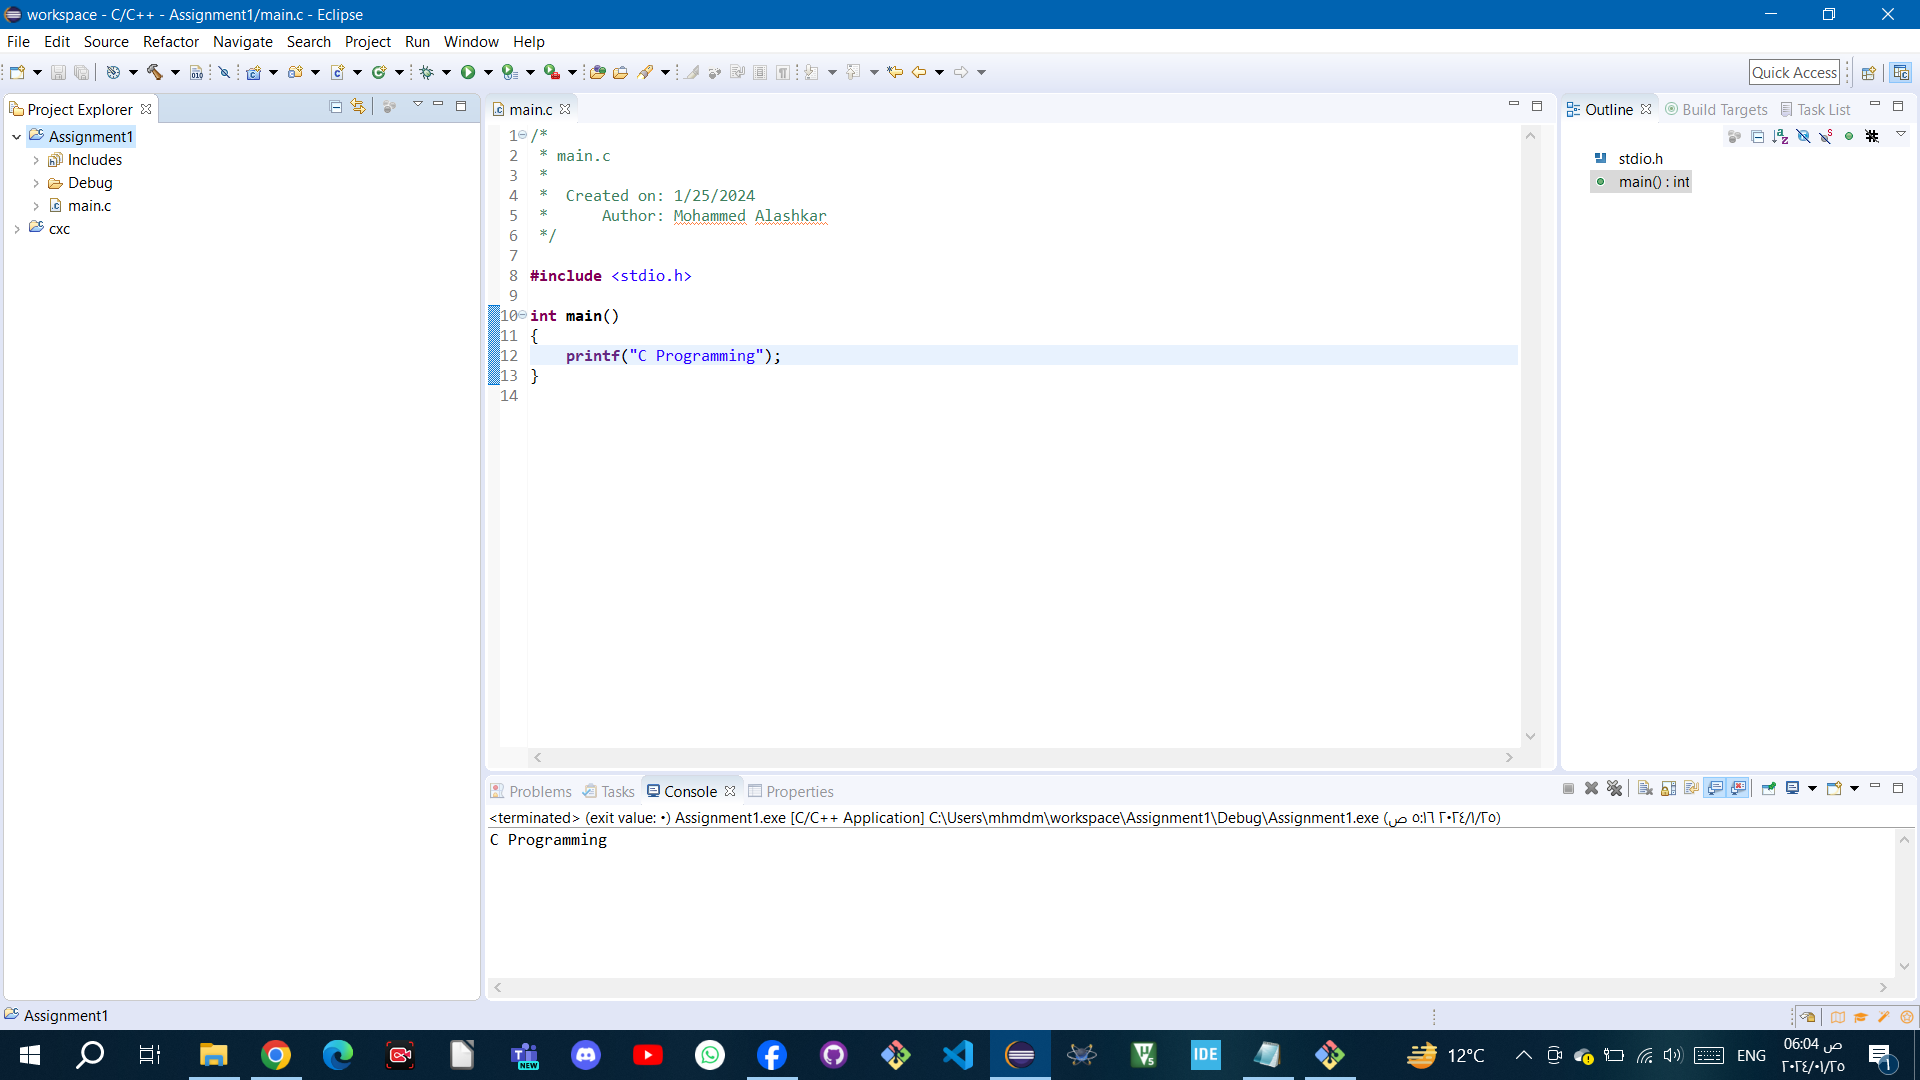 workspace - C/C++ - Assignment1/main.c - Eclipse
File Edit Source Refactor Navigate Search Project Run Window Help
Quick Access
Project Explorer
Assignment1
Includes
Debug
main.c
cxc
main.c
1 /*
2  * main.c
3  *
4  *  Created on: 1/25/2024
5  *      Author: Mohammed Alashkar
6  */
7
8 #include <stdio.h>
9
10 int main()
11 {
12     printf("C Programming");
13 }
14
Outline Build Targets Task List
stdio.h
main() : int
Problems Tasks Console Properties
<terminated> (exit value: ٠) Assignment1.exe [C/C++ Application] C:\Users\mhmdm\workspace\Assignment1\Debug\Assignment1.exe (٢٠٢٤/١/٢٥ ٥:١٦ ص)
C Programming
Assignment1
NEW
IDE
12°C
ENG
06:04 ص
٢٠٢٤/٠١/٢٥
١